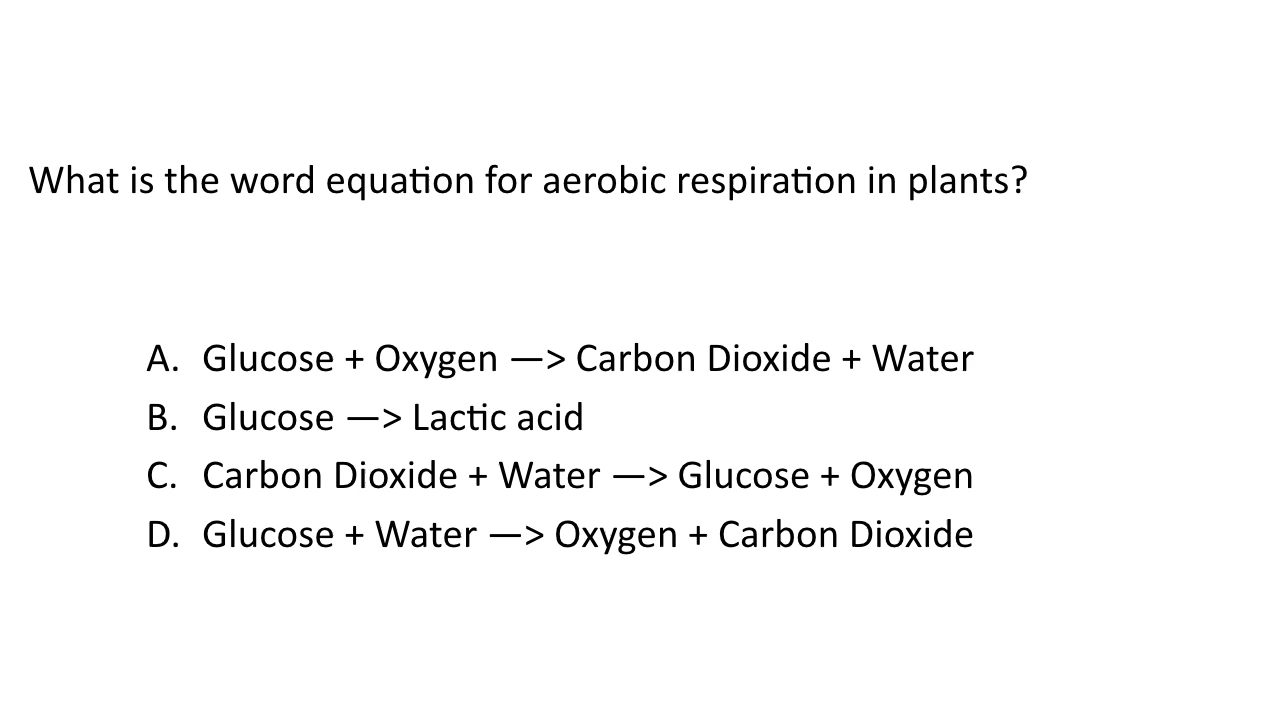 What is the word equation for aerobic respiration in plants?
A. Glucose + Oxygen —> Carbon Dioxide + Water
B. Glucose —> Lactic acid
C. Carbon Dioxide + Water —> Glucose + Oxygen
D. Glucose + Water —> Oxygen + Carbon Dioxide